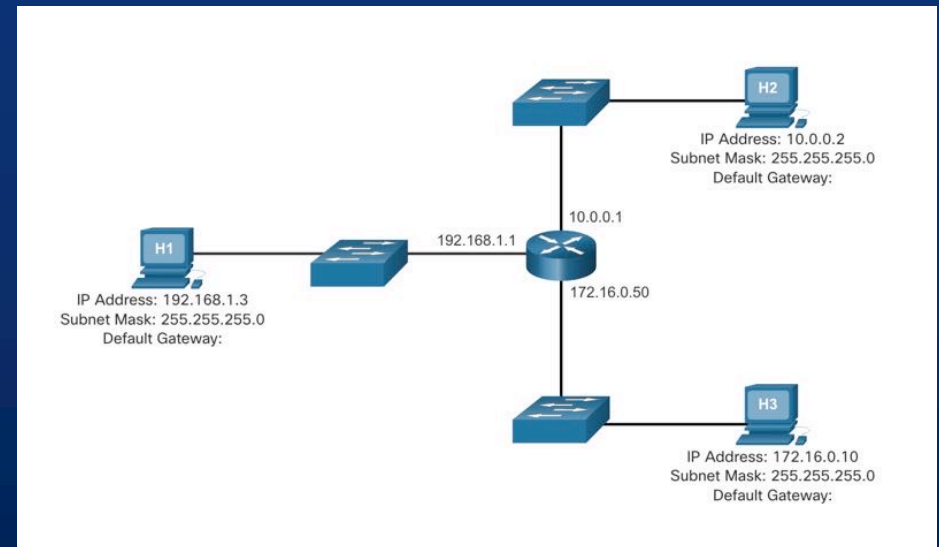 H2
IP Address: 10.0.0.2
Subnet Mask: 255.255.255.0
Default Gateway:
10.0.0.1
192.168.1.1
H1
172.16.0.50
IP Address: 192.168.1.3
Subnet Mask: 255.255.255.0
Default Gateway:
H3
IP Address: 172.16.0.10
Subnet Mask: 255.255.255.0
Default Gateway: